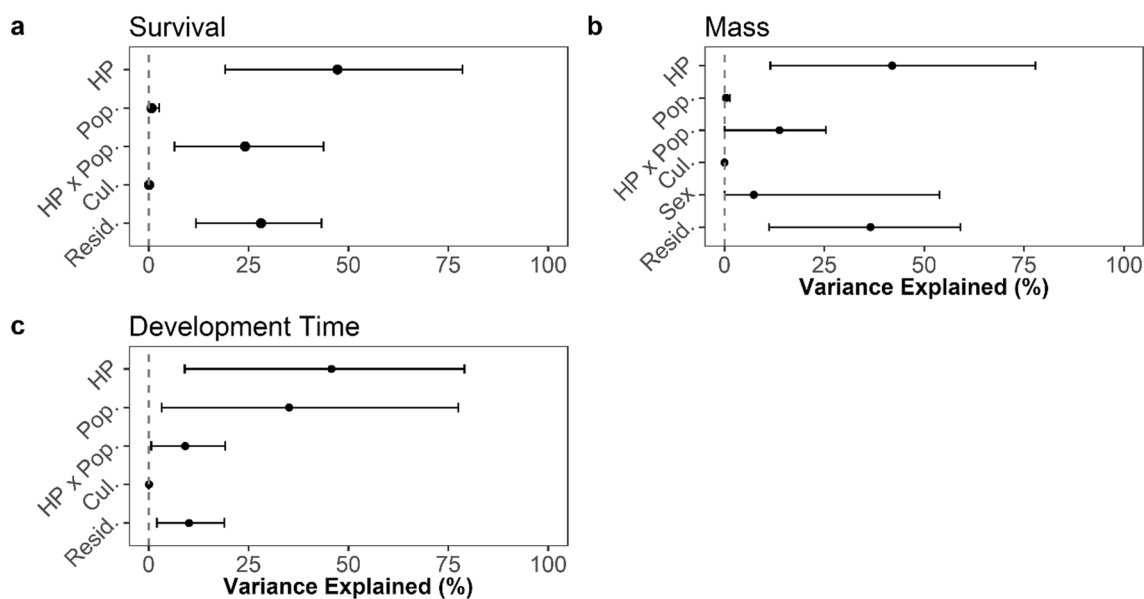 a Survival
HP
Pop.
HP x Pop.
Cul.
Resid.
0 25 50 75 100
b Mass
HP
Pop.
HP x Pop.
Cul.
Sex
Resid.
0 25 50 75 100
Variance Explained (%)
c Development Time
HP
Pop.
HP x Pop.
Cul.
Resid.
0 25 50 75 100
Variance Explained (%)